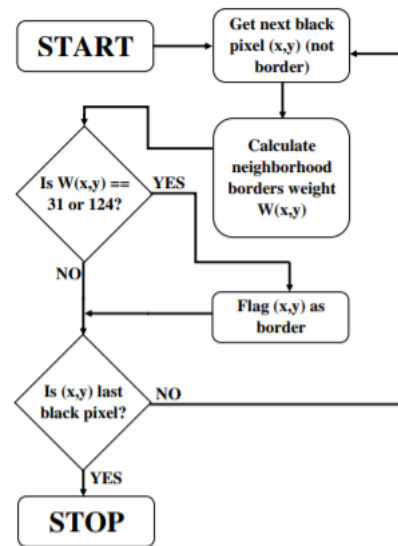 START
Get next black
pixel (x,y) (not
border)
Calculate
neighborhood
borders weight
W(x,y)
Is W(x,y) ==
31 or 124?
YES
NO
Flag (x,y) as
border
Is (x,y) last
black pixel?
NO
YES
STOP